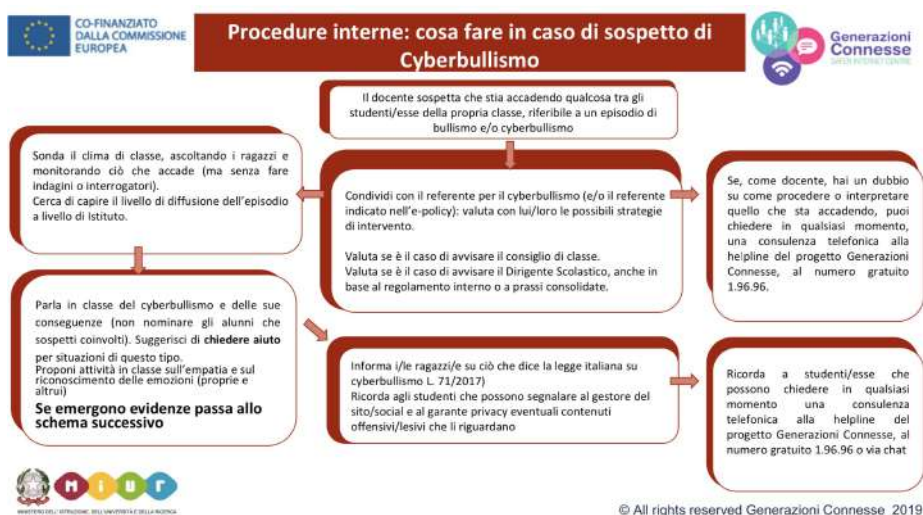 CO-FINANZIATO
DALLA COMMISSIONE
EUROPEA
Procedure interne: cosa fare in caso di sospetto di
Cyberbullismo
Generazioni
Connesse
SAFER INTERNET CENTRE
Il docente sospetta che stia accadendo qualcosa tra gli
studenti/esse della propria classe, riferibile a un episodio di
bullismo e/o cyberbullismo
Sonda il clima di classe, ascoltando i ragazzi e
monitorando ciò che accade (ma senza fare
indagini o interrogatori).
Cerca di capire il livello di diffusione dell'episodio
a livello di Istituto.
Condividi con il referente per il cyberbullismo (e/o il referente
indicato nell'e-policy): valuta con lui/loro le possibili strategie
di intervento.
Valuta se è il caso di avvisare il consiglio di classe.
Valuta se è il caso di avvisare il Dirigente Scolastico, anche in
base al regolamento interno o a prassi consolidate.
Se, come docente, hai un dubbio
su come procedere o interpretare
quello che sta accadendo, puoi
chiedere in qualsiasi momento,
una consulenza telefonica alla
helpline del progetto Generazioni
Connesse, al numero gratuito
1.96.96.
Parla in classe del cyberbullismo e delle sue
conseguenze (non nominare gli alunni che
sospetti coinvolti). Suggerisci di chiedere aiuto
per situazioni di questo tipo.
Proponi attività in classe sull'empatia e sul
riconoscimento delle emozioni (proprie e
altrui)
Se emergono evidenze passa allo
schema successivo
Informa i/le ragazzi/e su ciò che dice la legge italiana su
cyberbullismo L. 71/2017)
Ricorda agli studenti che possono segnalare al gestore del
sito/social e al garante privacy eventuali contenuti
offensivi/lesivi che li riguardano
Ricorda a studenti/esse che
possono chiedere in qualsiasi
momento una consulenza
telefonica alla helpline del
progetto Generazioni Connesse, al
numero gratuito 1.96.96 o via chat
miur
MINISTERO DELL'ISTRUZIONE, DELL'UNIVERSITÀ E DELLA RICERCA
© All rights reserved Generazioni Connesse 2019